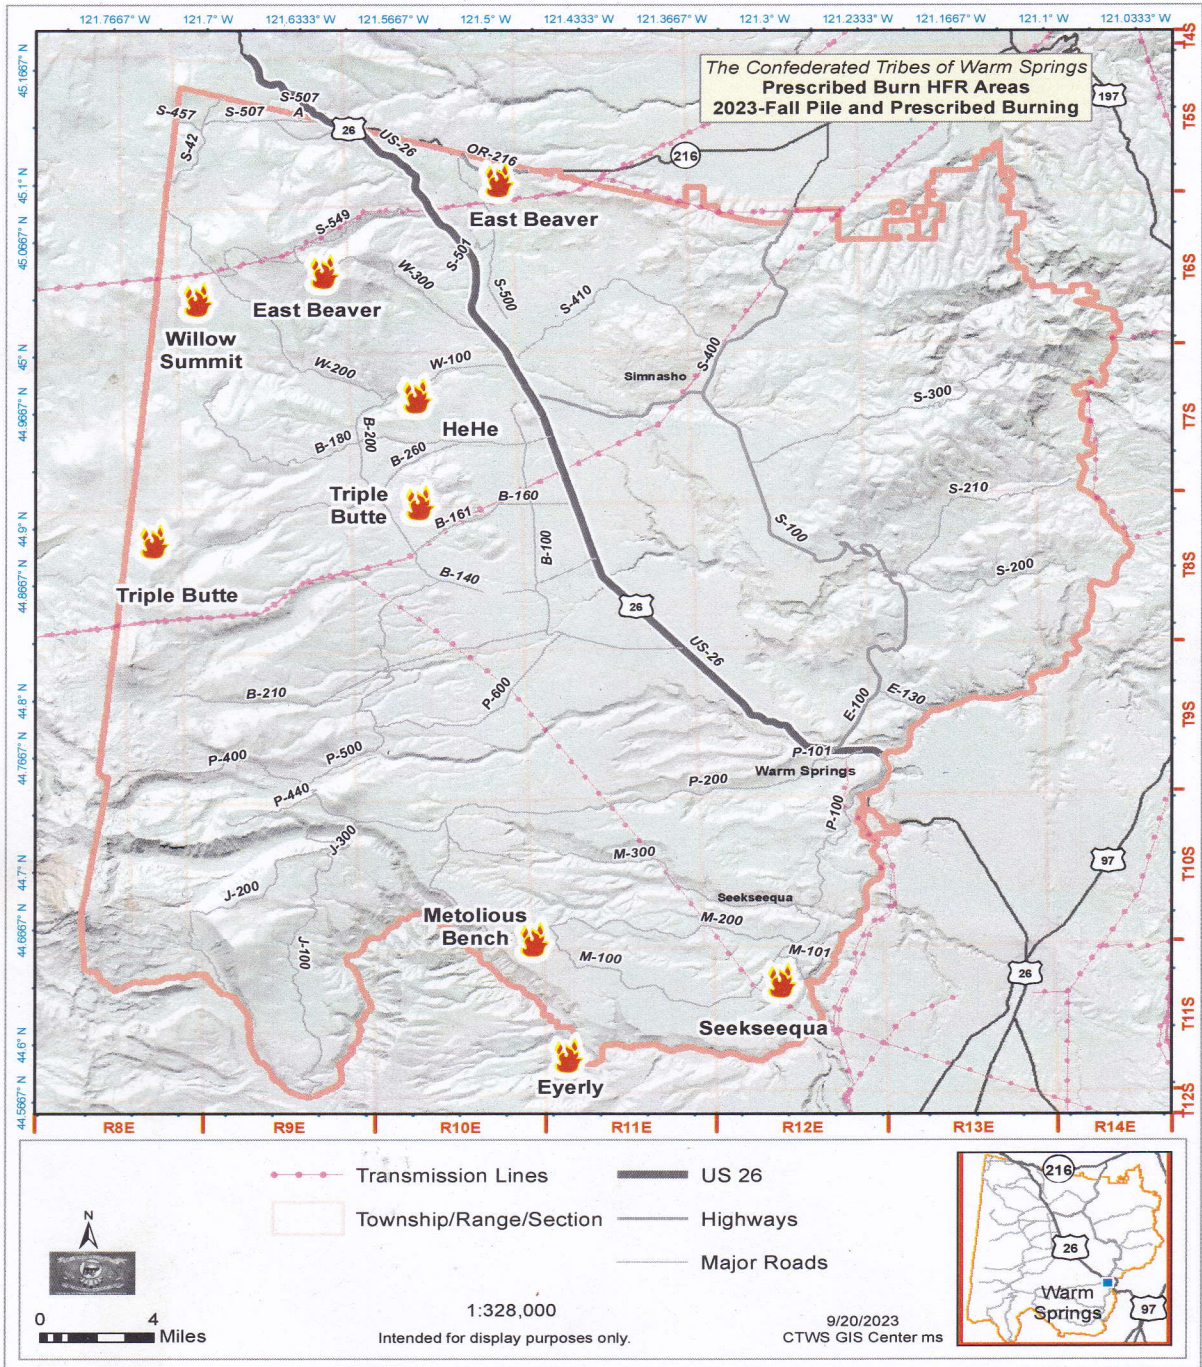 121.7667° W
121.7° W
121.6333° W
121.5667° W
121.5° W
121.4333° W
121.3667° W
121.3° W
121.2333° W
121.1667° W
121.1° W
121.0333° W
The Confederated Tribes of Warm Springs
Prescribed Burn HFR Areas
2023-Fall Pile and Prescribed Burning
45.1667° N
45.1° N
45.0667° N
45° N
44.9667° N
44.9° N
44.8667° N
44.8° N
44.7667° N
44.7° N
44.6667° N
44.6° N
44.5667° N
T4S
T5S
T6S
T7S
T8S
T9S
T10S
T11S
T12S
197
S-457
S-507
S-507
A
S-42
26
US-26
OR-216
216
East Beaver
S-549
S-501
W-300
S-500
S-410
East Beaver
Willow
Summit
W-200
W-100
S-400
Simnasho
S-300
HeHe
B-180
B-200
B-260
Triple
Butte
B-161
B-160
S-210
B-100
S-100
Triple Butte
B-140
S-200
26
US-26
B-210
P-600
E-100
E-130
P-400
P-500
P-101
Warm Springs
P-200
P-440
P-100
J-300
M-300
97
J-200
Seekseequa
Metolious
Bench
M-200
J-100
M-100
M-101
26
Seekseequa
Eyerly
R8E
R9E
R10E
R11E
R12E
R13E
R14E
Transmission Lines
US 26
Township/Range/Section
Highways
Major Roads
N
0
4
Miles
1:328,000
Intended for display purposes only.
9/20/2023
CTWS GIS Center ms
216
26
Warm
Springs
97